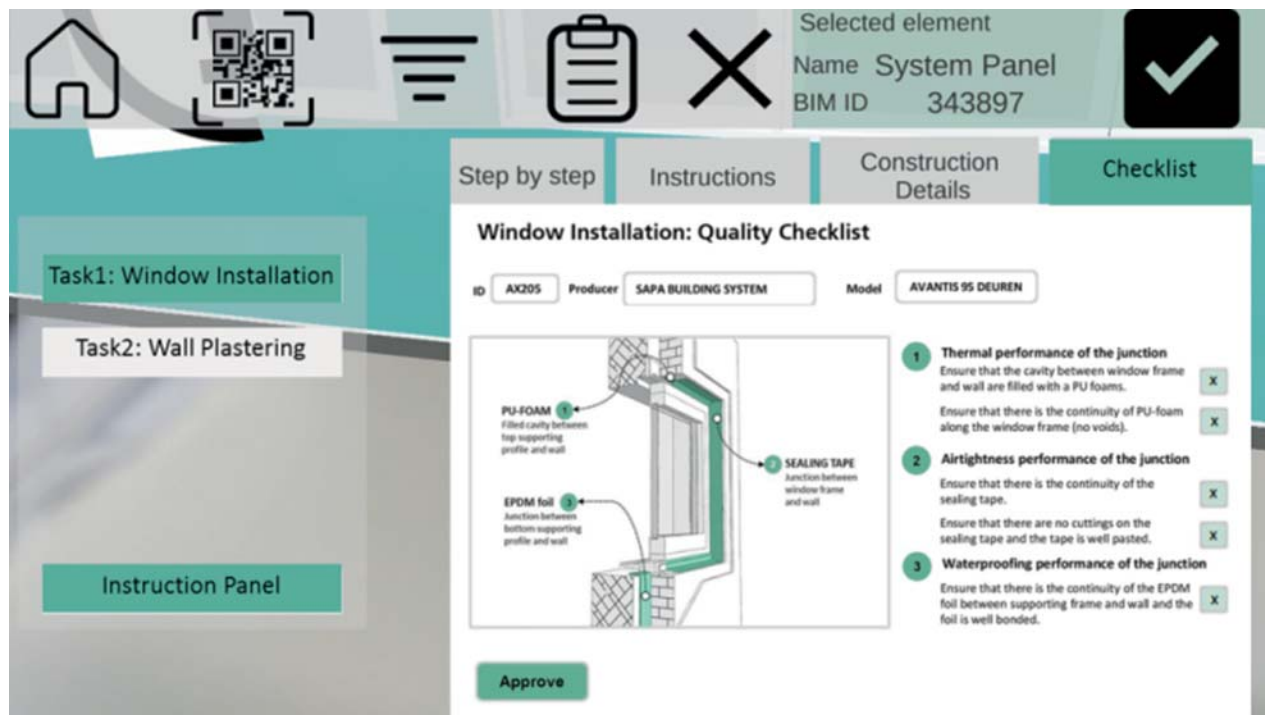 Selected element
Name System Panel
BIM ID 343897
Step by step
Instructions
Construction
Details
Checklist
Task1: Window Installation
Task2: Wall Plastering
Instruction Panel
Window Installation: Quality Checklist
ID AX205 Producer SAPA BUILDING SYSTEM Model AVANTIS 95 DEUREN
PU-FOAM 1
Filled cavity between
top supporting
profile and wall
2 SEALING TAPE
Junction between
window frame
and wall
EPDM foil 3
Junction between
bottom supporting
profile and wall
1 Thermal performance of the junction
Ensure that the cavity between window frame
and wall are filled with a PU foams.
X
Ensure that there is the continuity of PU-foam
along the window frame (no voids).
X
2 Airtightness performance of the junction
Ensure that there is the continuity of the
sealing tape.
X
Ensure that there are no cuttings on the
sealing tape and the tape is well pasted.
X
3 Waterproofing performance of the junction
Ensure that there is the continuity of the EPDM
foil between supporting frame and wall and the
foil is well bonded.
X
Approve